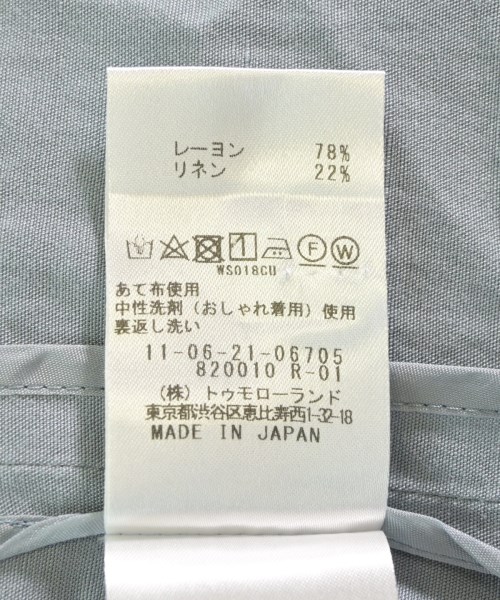 レーヨン 78%
リネン 22%
F W
WS018CU
あて布使用
中性洗剤（おしゃれ着用）使用
裏返し洗い
11-06-21-06705
820010 R-01
（株）トゥモローランド
東京都渋谷区恵比寿西1-32-18
MADE IN JAPAN